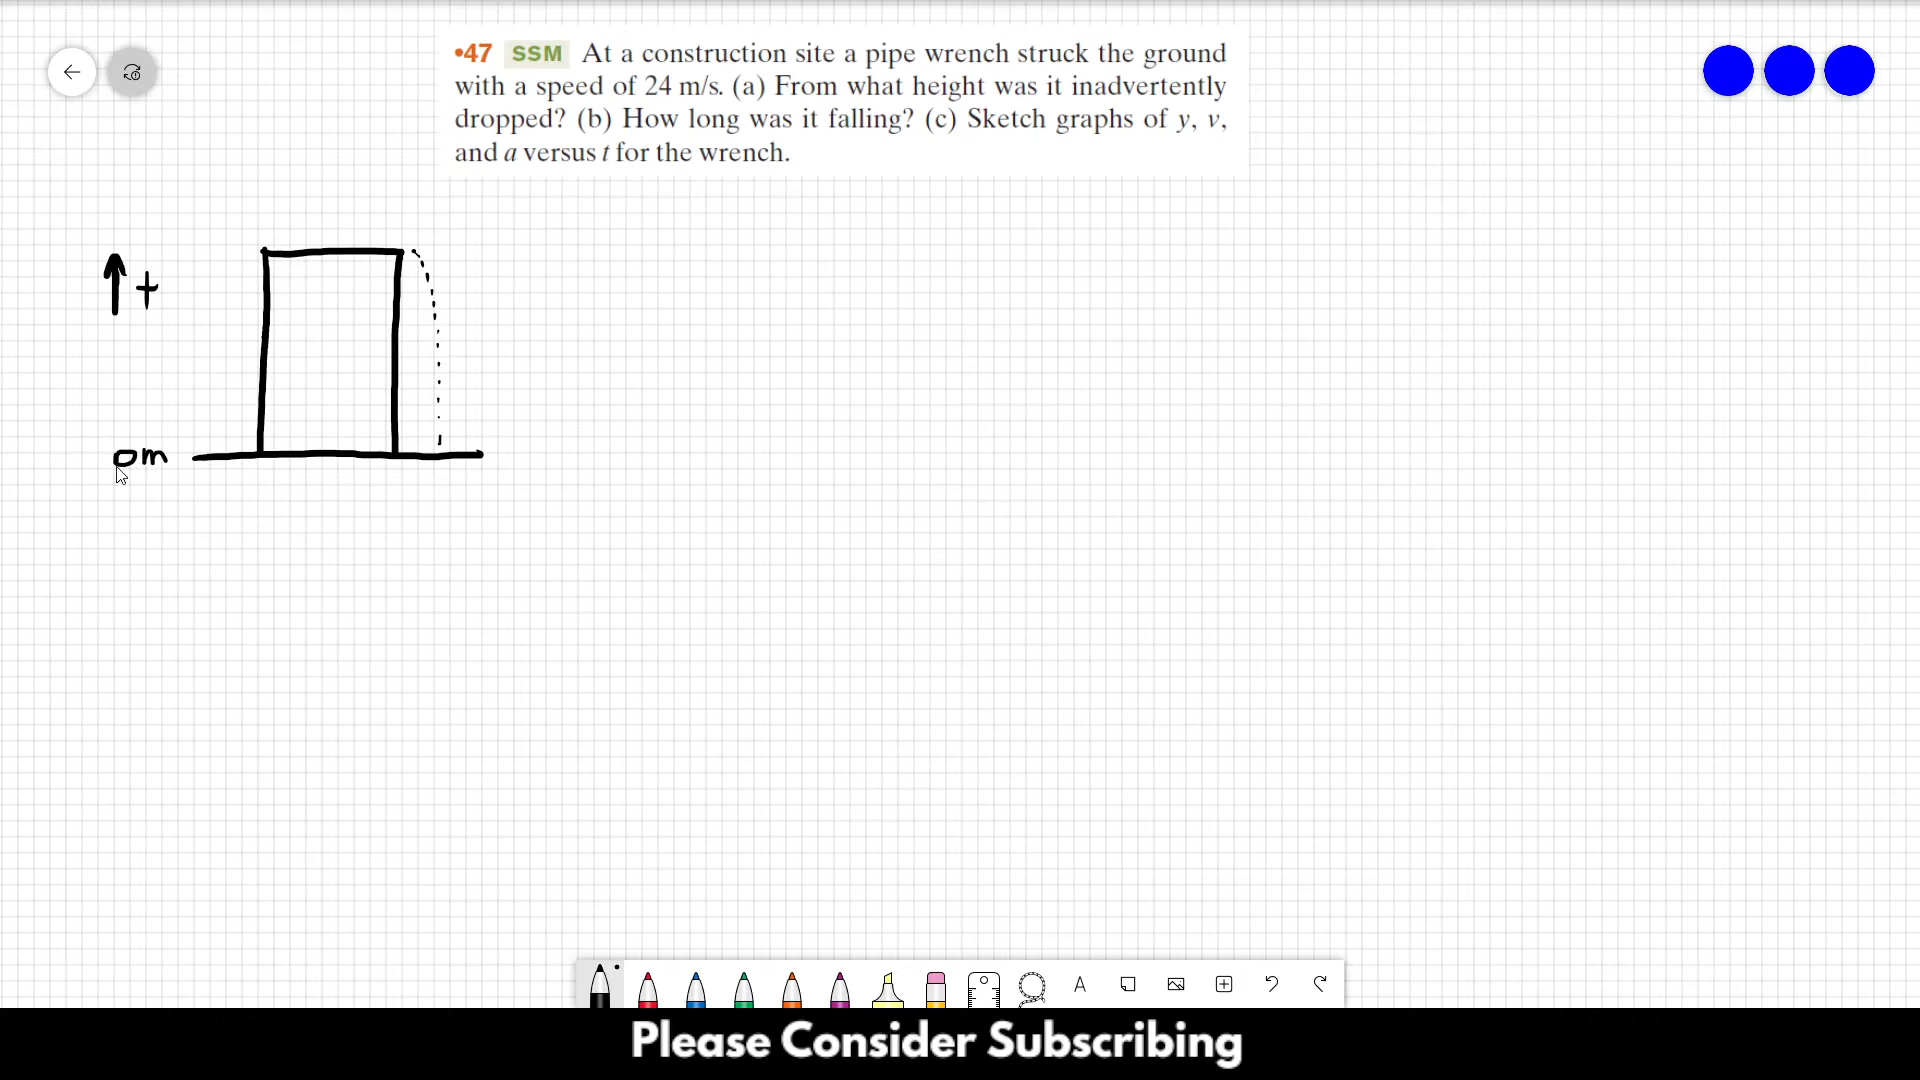 •47 SSM At a construction site a pipe wrench struck the ground
with a speed of 24 m/s. (a) From what height was it inadvertently
dropped? (b) How long was it falling? (c) Sketch graphs of y, v,
and a versus t for the wrench.
+
0m
A
Please Consider Subscribing